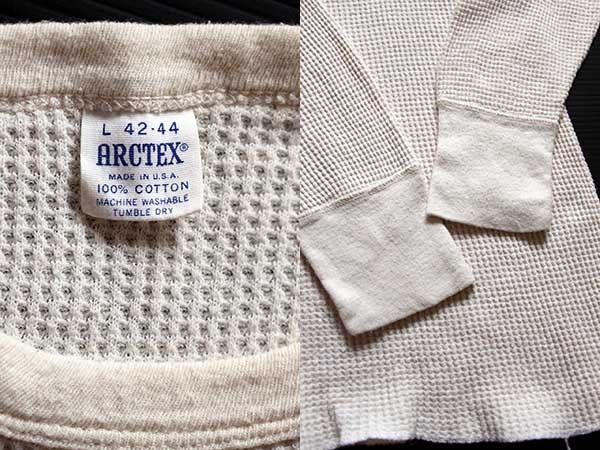 L 42-44
ARCTEX®
MADE IN U.S.A.
100% COTTON
MACHINE WASHABLE
TUMBLE DRY